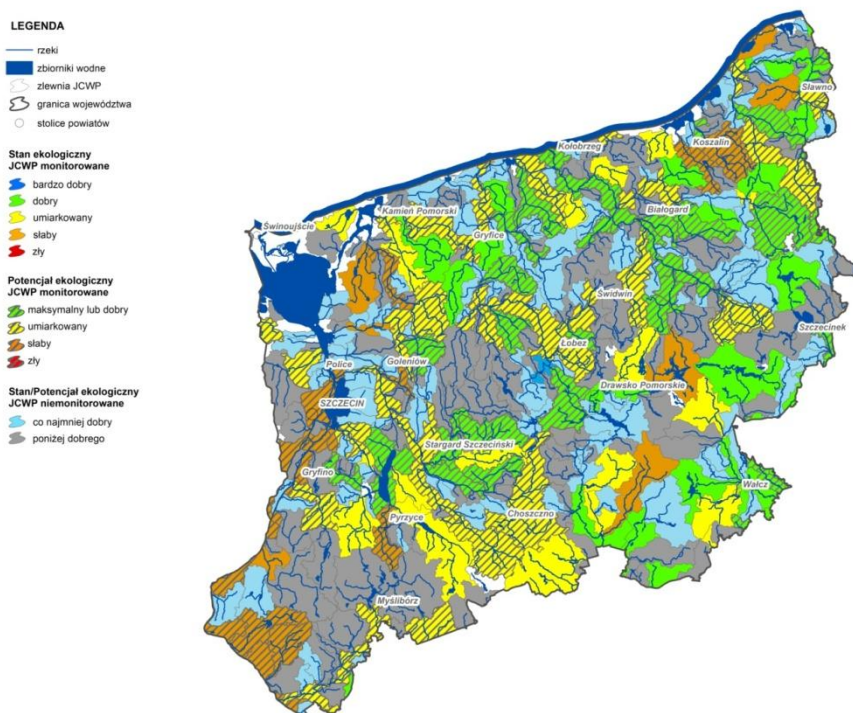 LEGENDA
rzeki
zbiorniki wodne
zlewnia JCWP
granica województwa
stolice powiatów
Stan ekologiczny
JCWP monitorowane
bardzo dobry
dobry
umiarkowany
słaby
zły
Potencjał ekologiczny
JCWP monitorowane
maksymalny lub dobry
umiarkowany
słaby
zły
Stan/Potencjał ekologiczny
JCWP niemonitorowane
co najmniej dobry
poniżej dobrego
Sławno
Koszalin
Kołobrzeg
Kamień Pomorski
Białogard
Świnoujście
Gryfice
Świdwin
Szczecinek
Łobez
Police
Goleniów
Drawsko Pomorskie
SZCZECIN
Stargard Szczeciński
Gryfino
Wałcz
Pyrzyce
Choszczno
Myślibórz